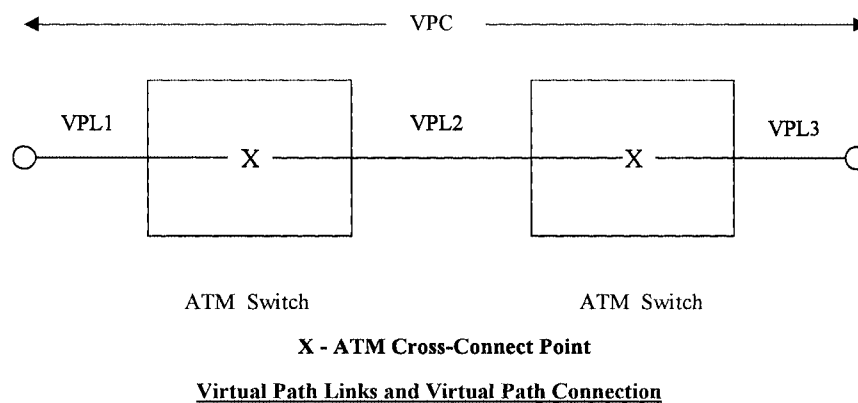 VPC
VPL1 VPL2 VPL3
X X
ATM Switch ATM Switch
X - ATM Cross-Connect Point
Virtual Path Links and Virtual Path Connection